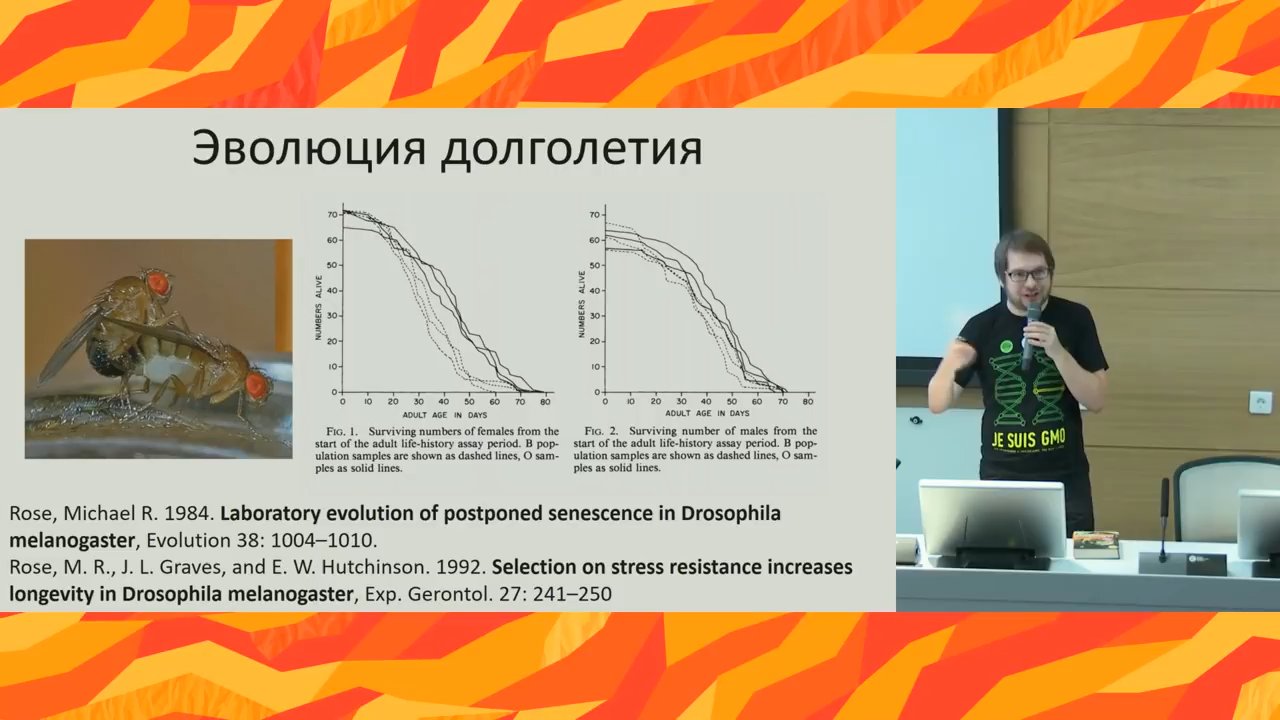 Эволюция долголетия
NUMBERS ALIVE
70
60
50
40
30
20
10
0
0 10 20 30 40 50 60 70 80
ADULT AGE IN DAYS
FIG. 1. Surviving numbers of females from the
start of the adult life-history assay period. B pop-
ulation samples are shown as dashed lines, O sam-
ples as solid lines.
NUMBERS ALIVE
70
60
50
40
30
20
10
0
0 10 20 30 40 50 60 70 80
ADULT AGE IN DAYS
FIG. 2. Surviving number of males from the
start of the adult life-history assay period. B pop-
ulation samples are shown as dashed lines, O sam-
ples as solid lines.
Rose, Michael R. 1984. Laboratory evolution of postponed senescence in Drosophila
melanogaster, Evolution 38: 1004–1010.
Rose, M. R., J. L. Graves, and E. W. Hutchinson. 1992. Selection on stress resistance increases
longevity in Drosophila melanogaster, Exp. Gerontol. 27: 241–250
JE SUIS GMO